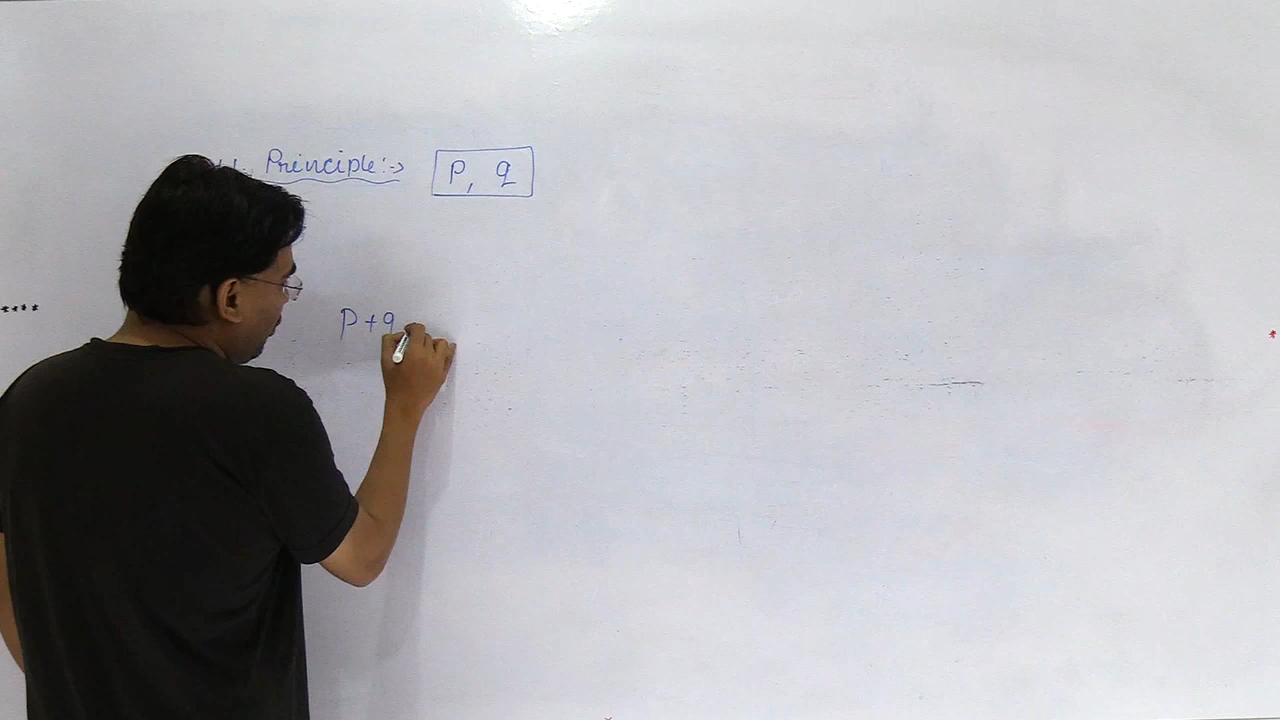 Principle:→ P, q
P + q